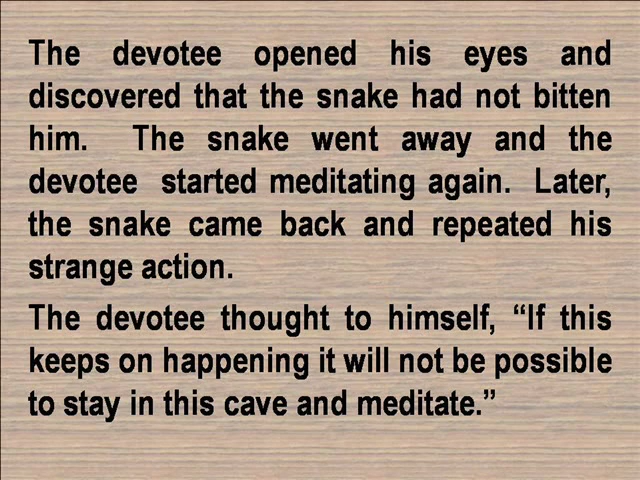 The devotee opened his eyes and
discovered that the snake had not bitten
him.  The snake went away and the
devotee  started meditating again.  Later,
the snake came back and repeated his
strange action.
The devotee thought to himself, “If this
keeps on happening it will not be possible
to stay in this cave and meditate.”